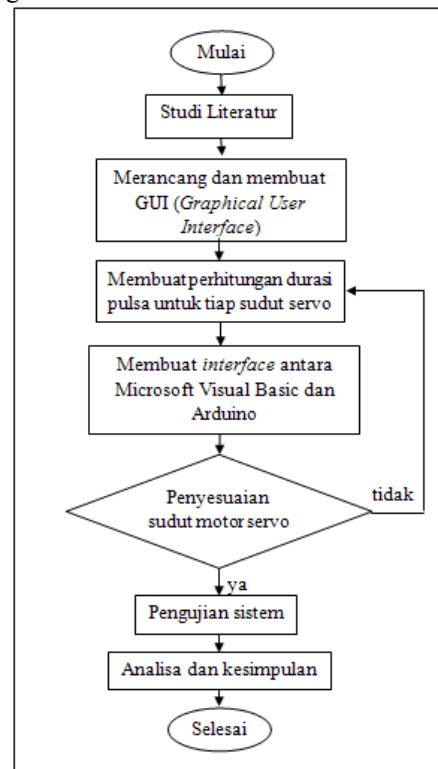 Mulai
Studi Literatur
Merancang dan membuat
GUI (Graphical User
Interface)
Membuat perhitungan durasi
pulsa untuk tiap sudut servo
Membuat interface antara
Microsoft Visual Basic dan
Arduino
Penyesuaian
sudut motor servo
tidak
ya
Pengujian sistem
Analisa dan kesimpulan
Selesai